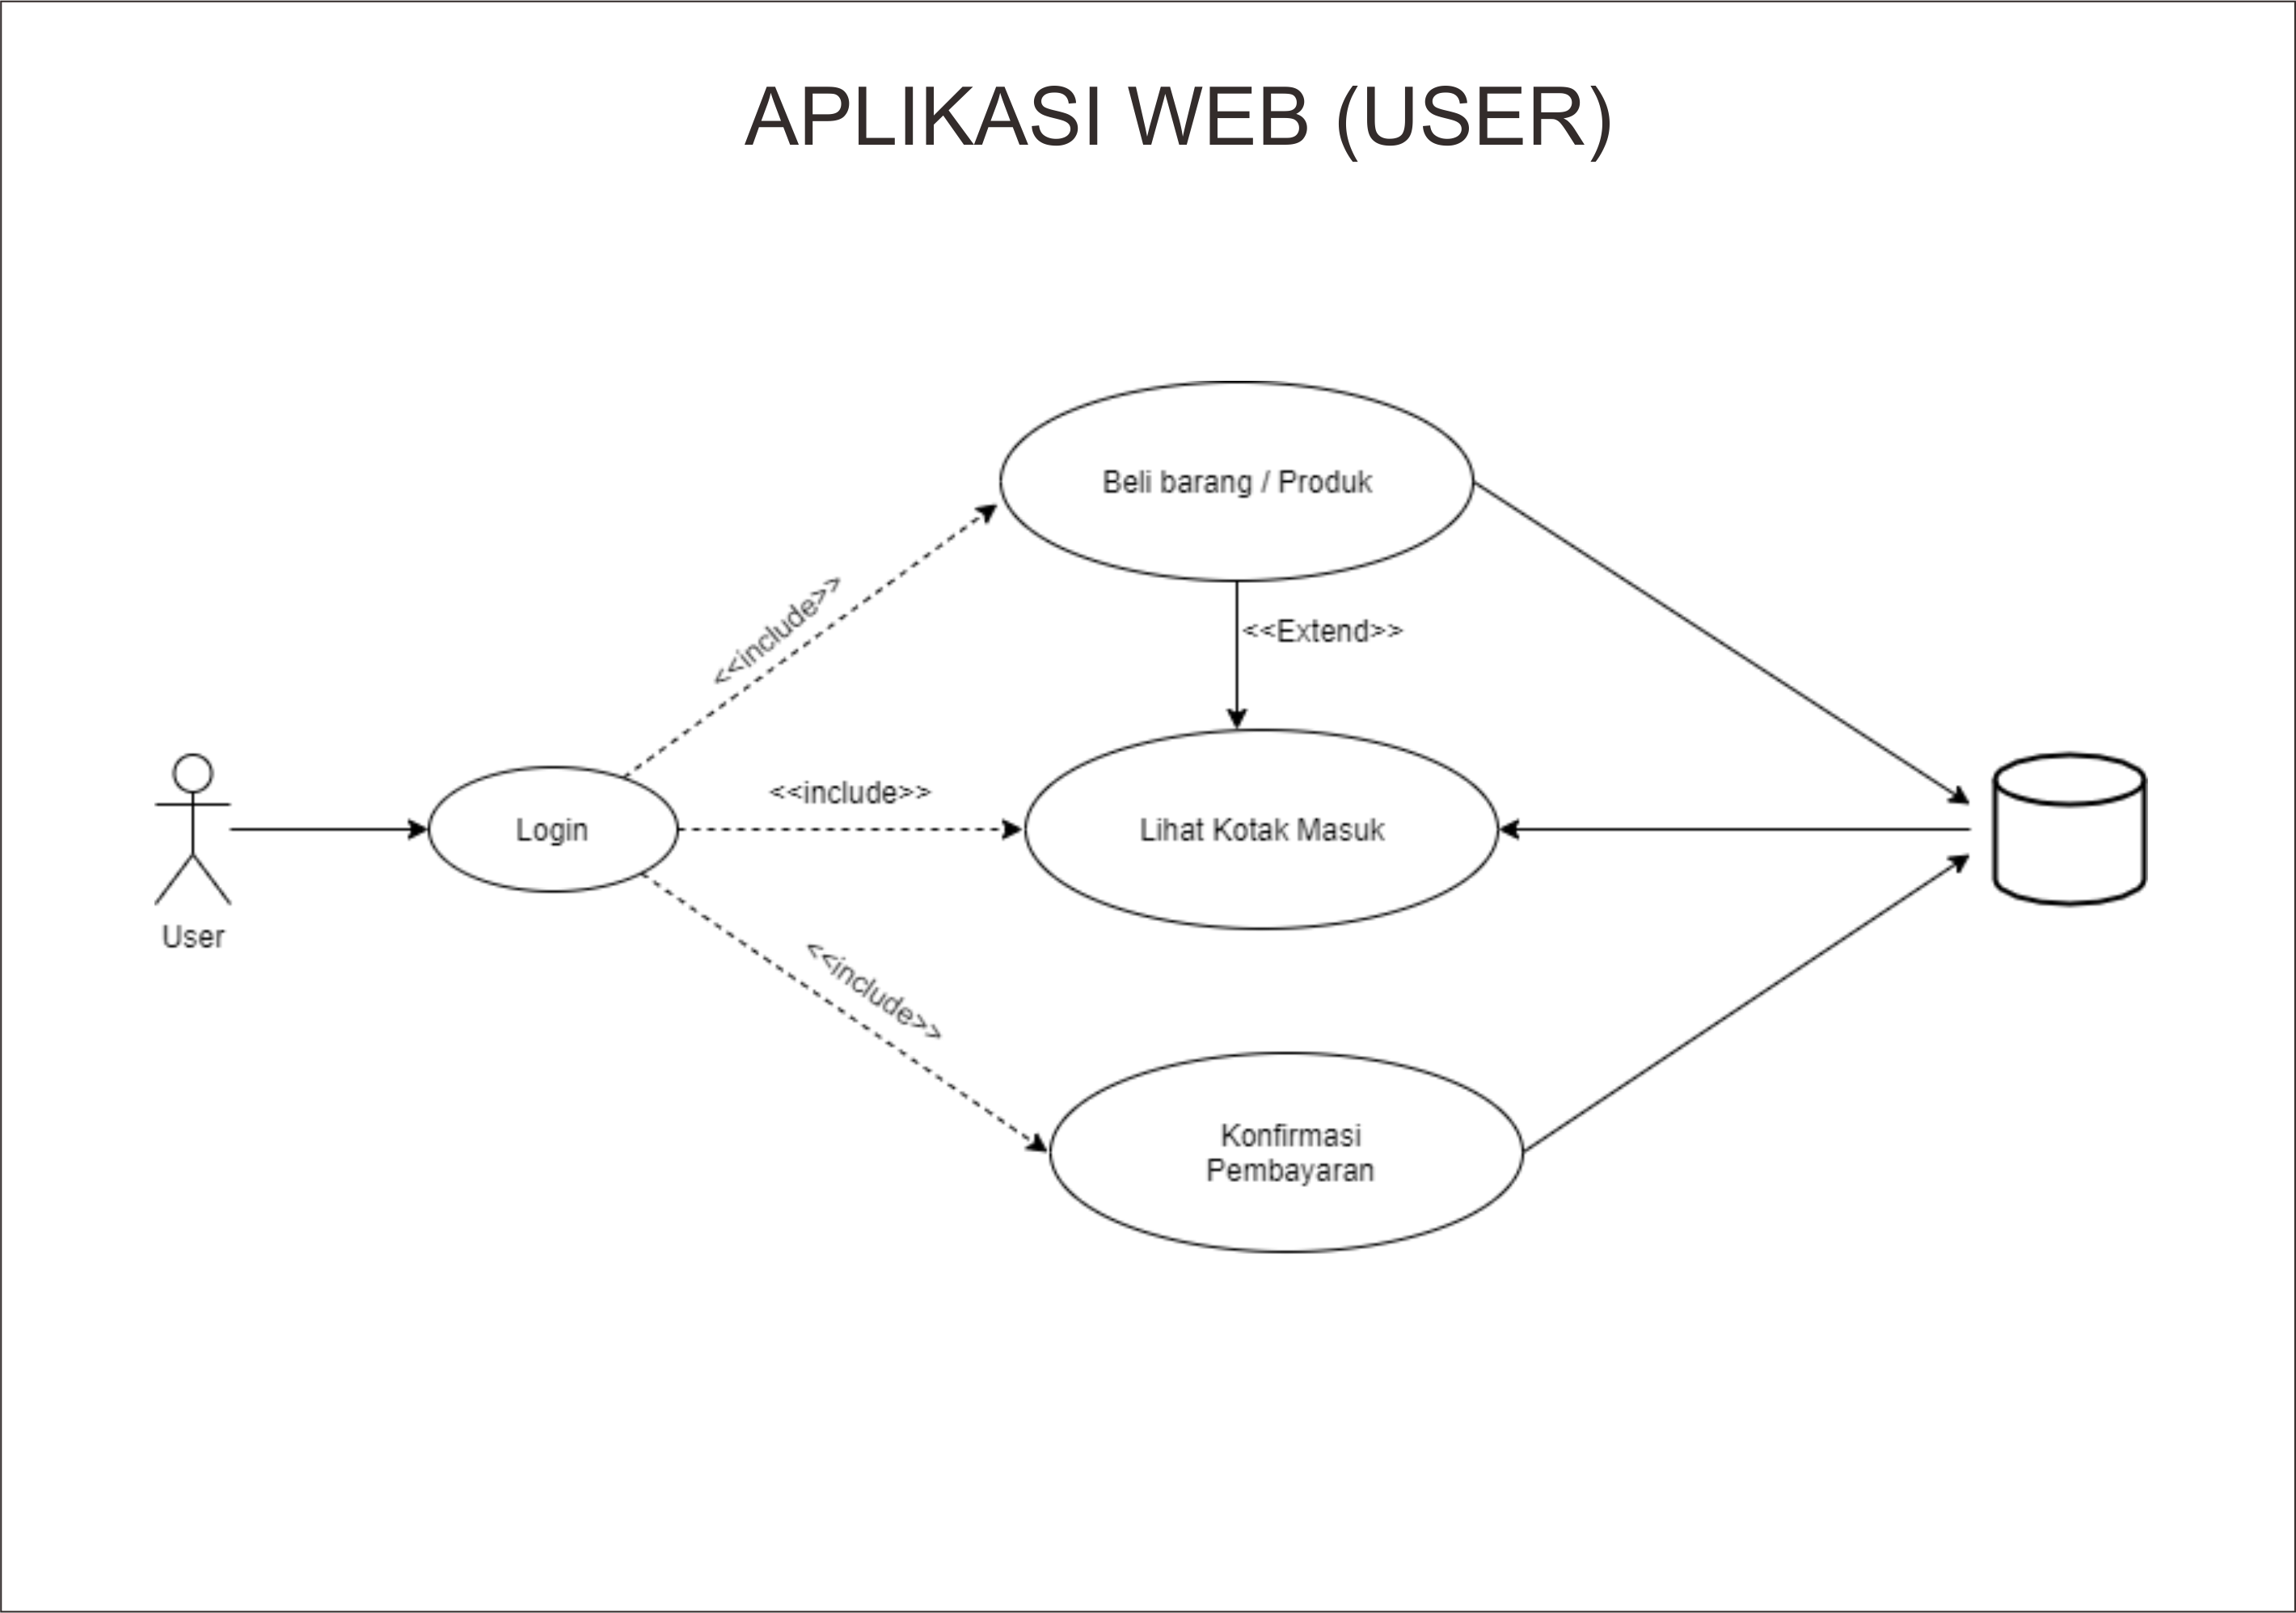 APLIKASI WEB (USER)
Beli barang / Produk
<<include>>
<<Extend>>
<<include>>
Login
Lihat Kotak Masuk
User
<<include>>
Konfirmasi
Pembayaran